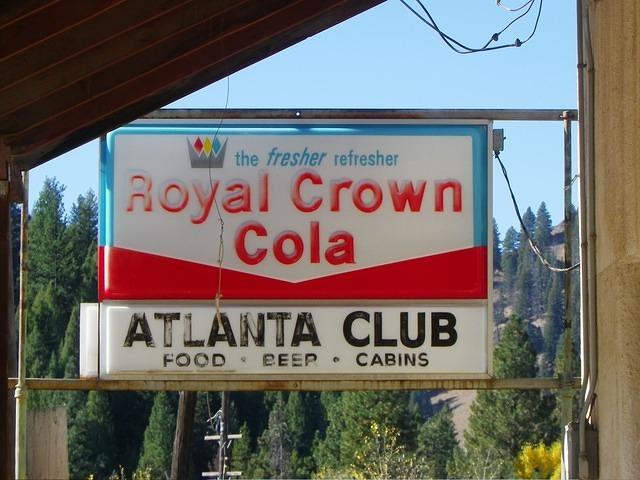 the fresher refresher
Royal Crown
Cola
ATLANTA CLUB
FOOD · BEER · CABINS